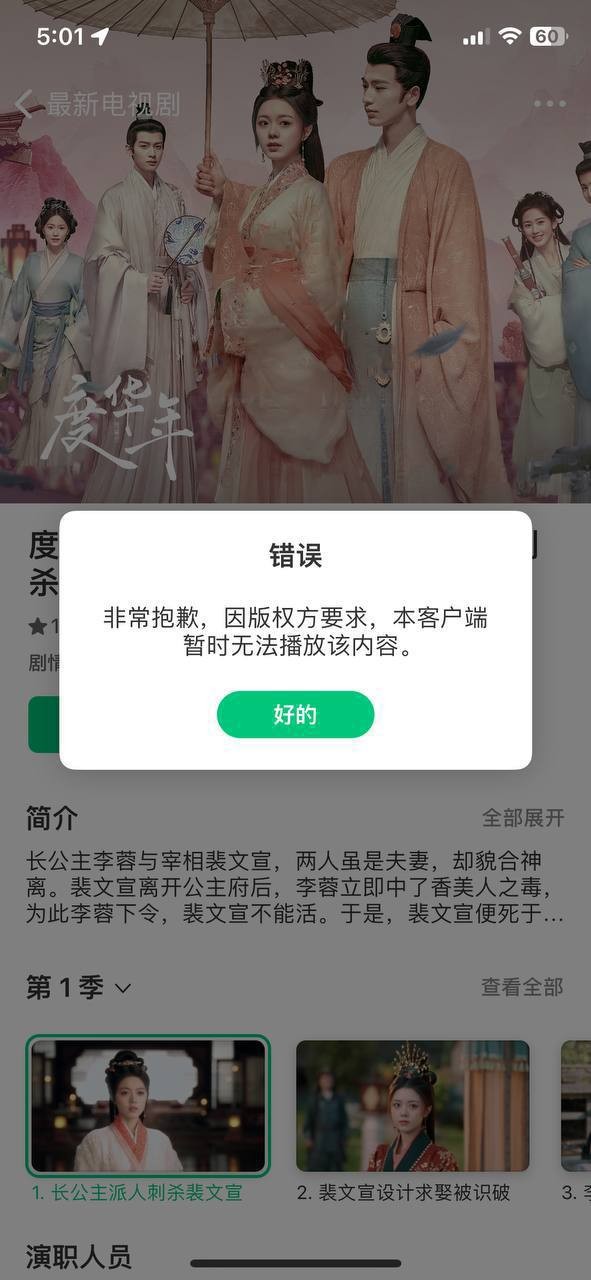 5:01
60
最新电视剧
度华年
度
杀
错误
非常抱歉，因版权方要求，本客户端
暂时无法播放该内容。
好的
剧情
简介
全部展开
长公主李蓉与宰相裴文宣，两人虽是夫妻，却貌合神
离。裴文宣离开公主府后，李蓉立即中了香美人之毒，
为此李蓉下令，裴文宣不能活。于是，裴文宣便死于…
第 1 季
查看全部
1. 长公主派人刺杀裴文宣
2. 裴文宣设计求娶被识破
3.
演职人员